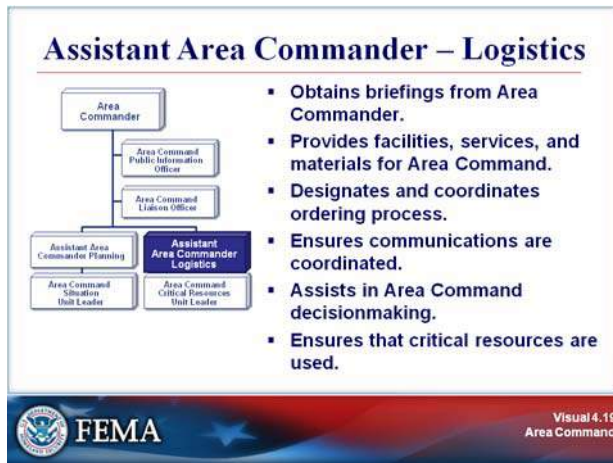 Assistant Area Commander – Logistics
Area
Commander
Area Command
Public Information
Officer
Area Command
Liaison Officer
Assistant Area
Commander Planning
Assistant
Area Commander
Logistics
Area Command
Situation
Unit Leader
Area Command
Critical Resources
Unit Leader
▪ Obtains briefings from Area
Commander.
▪ Provides facilities, services, and
materials for Area Command.
▪ Designates and coordinates
ordering process.
▪ Ensures communications are
coordinated.
▪ Assists in Area Command
decisionmaking.
▪ Ensures that critical resources are
used.
FEMA
Visual 4.19
Area Command